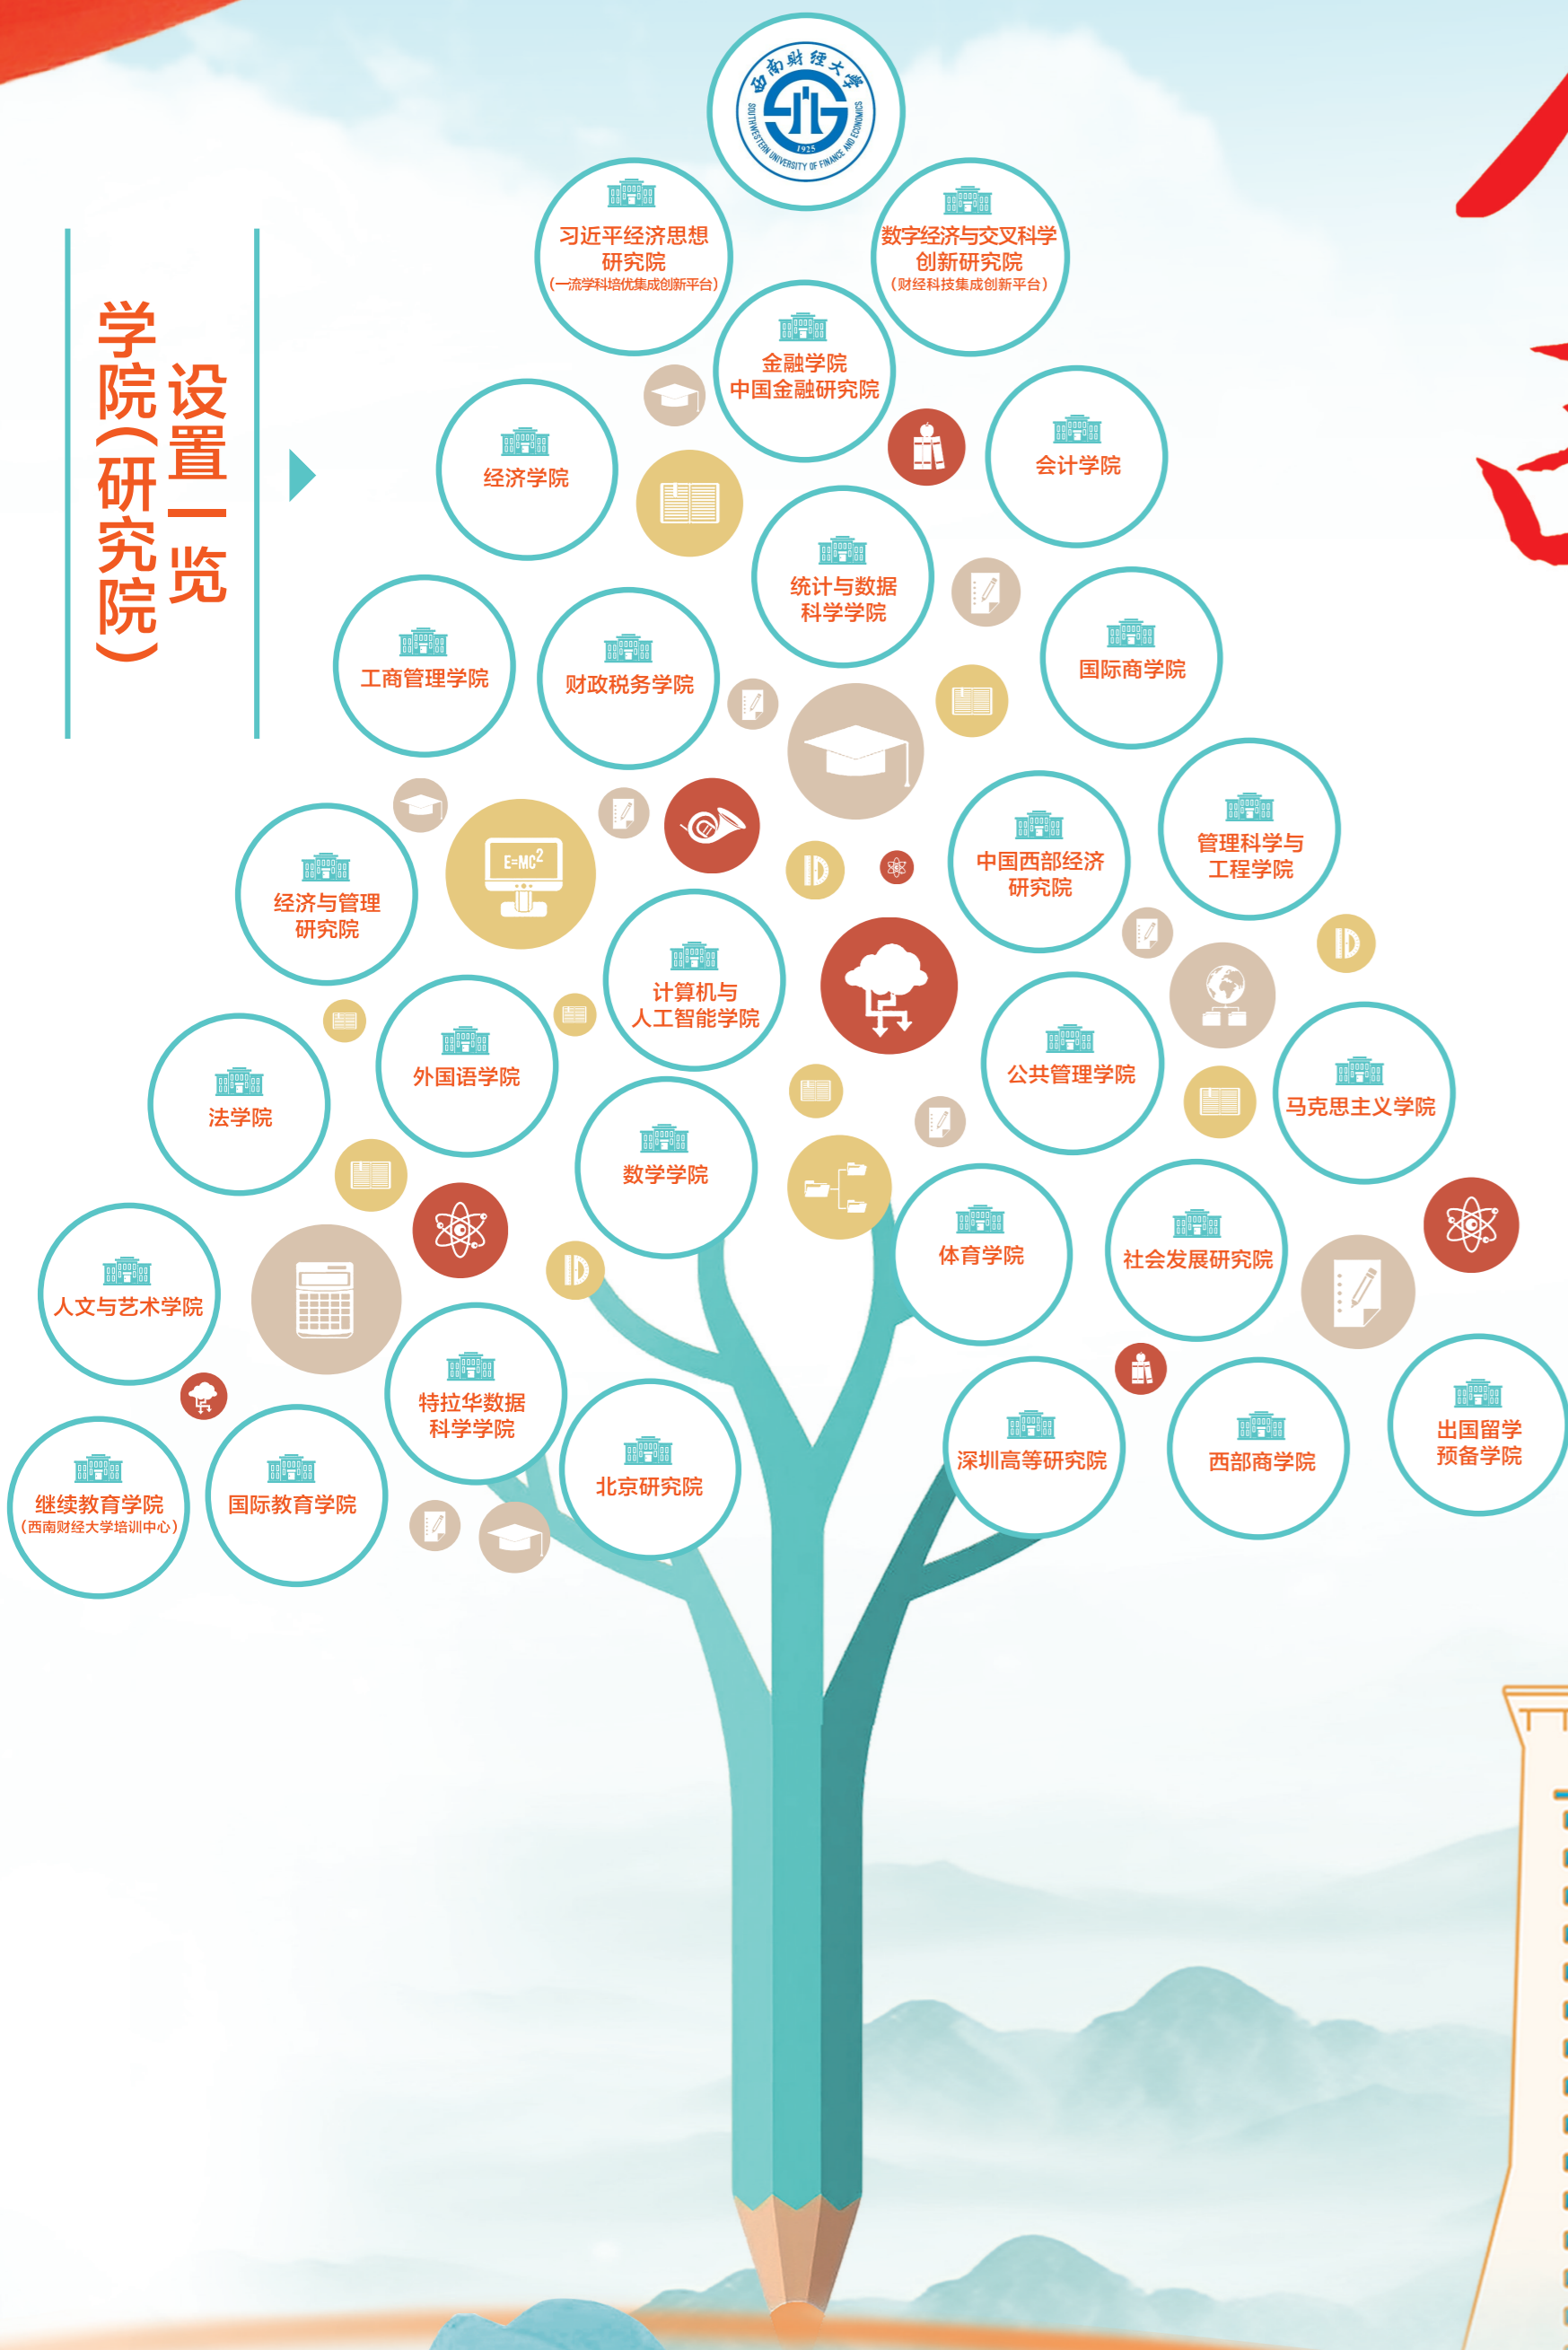 西南财经大学
SOUTHWESTERN UNIVERSITY OF FINANCE AND ECONOMICS
1925
学院(研究院)
设置一览
习近平经济思想
研究院
(一流学科培优集成创新平台)
数字经济与交叉科学
创新研究院
(财经科技集成创新平台)
金融学院
中国金融研究院
经济学院
会计学院
统计与数据
科学学院
工商管理学院
财政税务学院
国际商学院
经济与管理
研究院
E=MC2
中国西部经济
研究院
管理科学与
工程学院
计算机与
人工智能学院
法学院
外国语学院
公共管理学院
马克思主义学院
数学学院
人文与艺术学院
体育学院
社会发展研究院
特拉华数据
科学学院
北京研究院
深圳高等研究院
西部商学院
出国留学
预备学院
继续教育学院
(西南财经大学培训中心)
国际教育学院